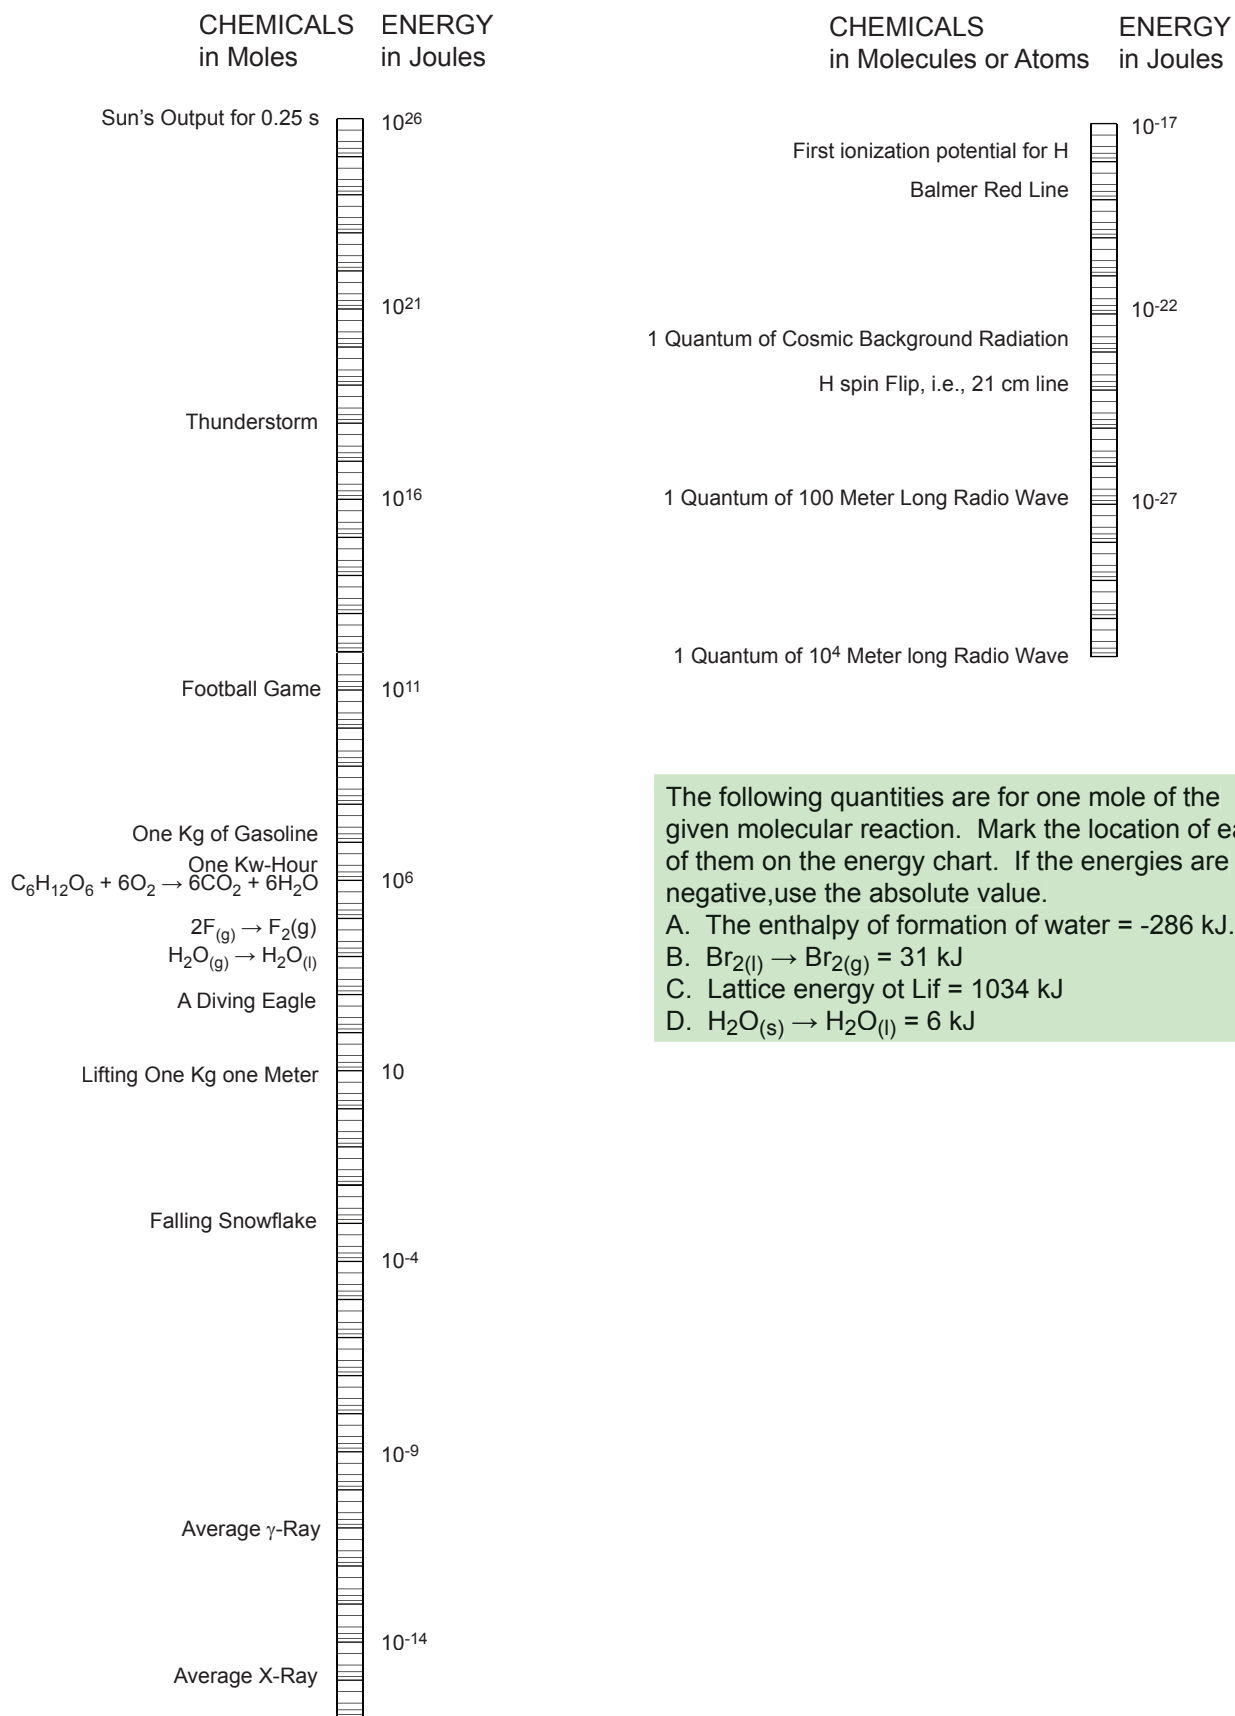 CHEMICALS ENERGY
in Moles in Joules
Sun's Output for 0.25 s 10²⁶
10²¹
Thunderstorm
10¹⁶
Football Game 10¹¹
One Kg of Gasoline
One Kw-Hour
C₆H₁₂O₆ + 6O₂ → 6CO₂ + 6H₂O 10⁶
2F₍g₎ → F₂(g)
H₂O₍g₎ → H₂O₍l₎
A Diving Eagle
Lifting One Kg one Meter 10
Falling Snowflake
10⁻⁴
10⁻⁹
Average γ-Ray
10⁻¹⁴
Average X-Ray
CHEMICALS ENERGY
in Molecules or Atoms in Joules
10⁻¹⁷
First ionization potential for H
Balmer Red Line
10⁻²²
1 Quantum of Cosmic Background Radiation
H spin Flip, i.e., 21 cm line
1 Quantum of 100 Meter Long Radio Wave 10⁻²⁷
1 Quantum of 10⁴ Meter long Radio Wave
The following quantities are for one mole of the
given molecular reaction. Mark the location of
of them on the energy chart. If the energies are
negative,use the absolute value.
A. The enthalpy of formation of water = -286 kJ.
B. Br₂₍l₎ → Br₂₍g₎ = 31 kJ
C. Lattice energy ot Lif = 1034 kJ
D. H₂O₍s₎ → H₂O₍l₎ = 6 kJ